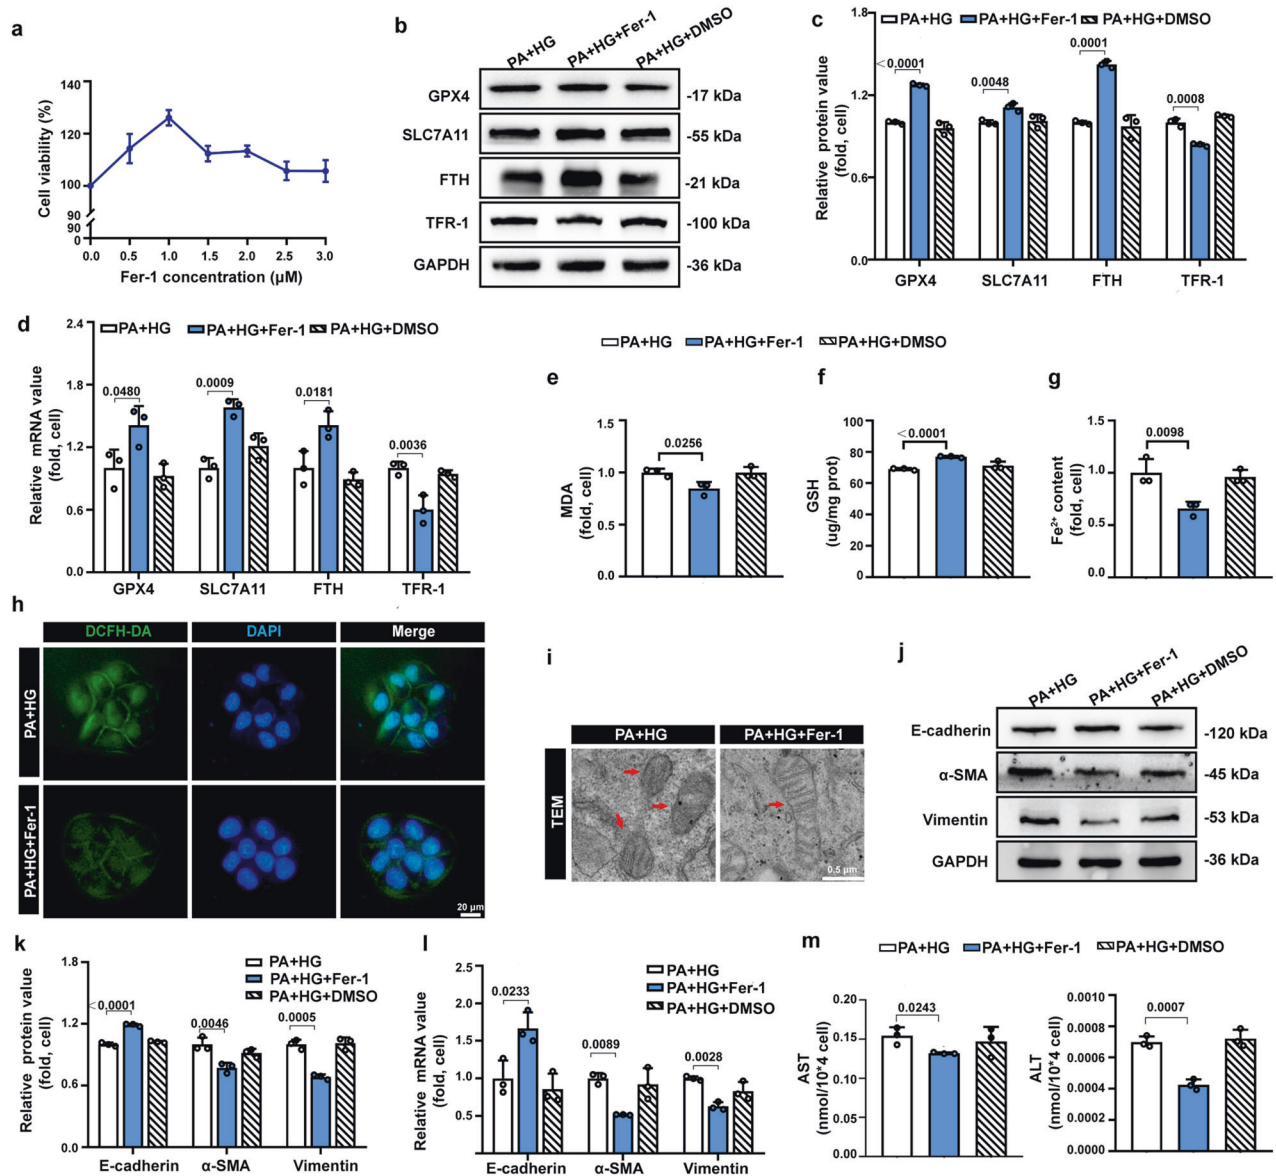 a
Cell viability (%)
140
120
100
90
90
0
0.0 0.5 1.0 1.5 2.0 2.5 3.0
Fer-1 concentration (μM)
b
PA+HG PA+HG+Fer-1 PA+HG+DMSO
GPX4 -17 kDa
SLC7A11 -55 kDa
FTH -21 kDa
TFR-1 -100 kDa
GAPDH -36 kDa
c
PA+HG PA+HG+Fer-1 PA+HG+DMSO
Relative protein value
(fold, cell)
1.8
1.2
0.6
0.0
<0.0001 0.0048 0.0001 0.0008
GPX4 SLC7A11 FTH TFR-1
d
PA+HG PA+HG+Fer-1 PA+HG+DMSO
Relative mRNA value
(fold, cell)
2.4
1.8
1.2
0.6
0.0
0.0480 0.0009 0.0181 0.0036
GPX4 SLC7A11 FTH TFR-1
PA+HG PA+HG+Fer-1 PA+HG+DMSO
e
MDA
(fold, cell)
1.5
1.0
0.5
0.0
0.0256
f
GSH
(ug/mg prot)
100
80
60
40
20
0
<0.0001
g
Fe²⁺ content
(fold, cell)
1.5
1.0
0.5
0.0
0.0098
h
DCFH-DA DAPI Merge
PA+HG
PA+HG+Fer-1
20 μm
i
PA+HG PA+HG+Fer-1
TEM
0.5 μm
j
PA+HG PA+HG+Fer-1 PA+HG+DMSO
E-cadherin -120 kDa
α-SMA -45 kDa
Vimentin -53 kDa
GAPDH -36 kDa
k
PA+HG
PA+HG+Fer-1
PA+HG+DMSO
Relative protein value
(fold, cell)
1.8
1.2
0.6
0.0
<0.0001 0.0046 0.0005
E-cadherin α-SMA Vimentin
l
PA+HG
PA+HG+Fer-1
PA+HG+DMSO
Relative mRNA value
(fold, cell)
2.5
2.0
1.5
1.0
0.5
0.0233 0.0089 0.0028
E-cadherin α-SMA Vimentin
m
PA+HG PA+HG+Fer-1 PA+HG+DMSO
AST
(nmol/10*4 cell)
0.20
0.15
0.10
0.05
0.00
0.0243
ALT
(nmol/10*4 cell)
0.0010
0.0008
0.0006
0.0004
0.0002
0.0000
0.0007